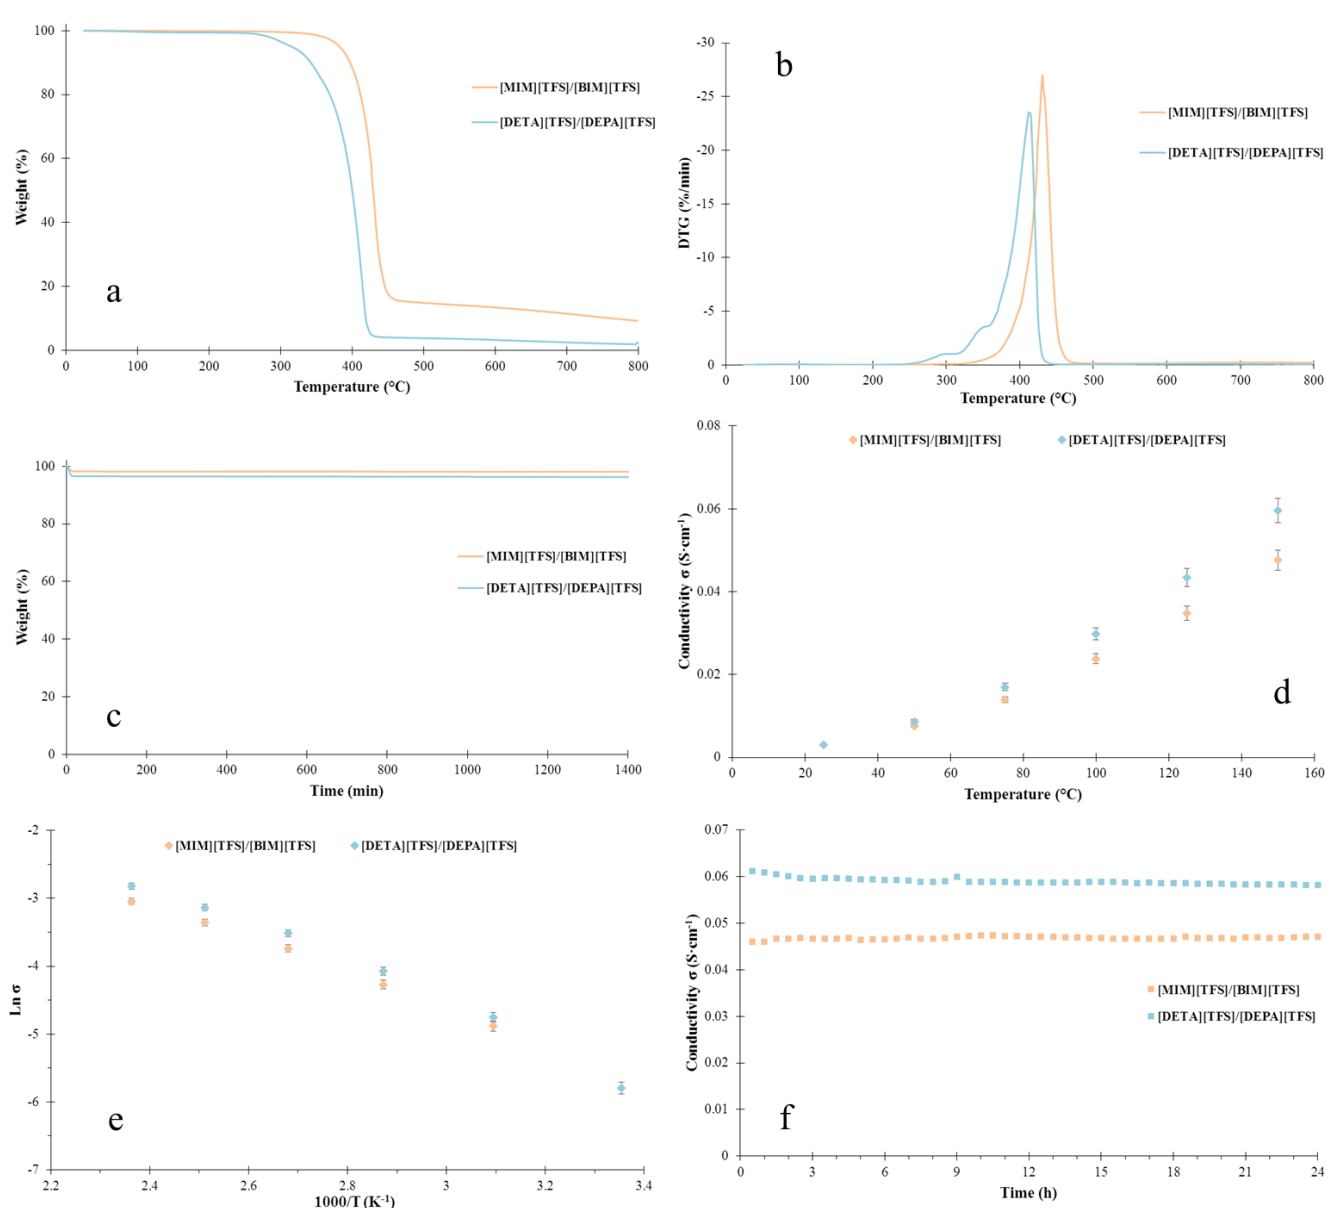 100
80
60
40
20
0
Weight (%)
[MIM][TFS]/[BIM][TFS]
[DETA][TFS]/[DEPA][TFS]
a
0 100 200 300 400 500 600 700 800
Temperature (°C)
-30
-25
-20
-15
-10
-5
0
DTG (%/min)
b
[MIM][TFS]/[BIM][TFS]
[DETA][TFS]/[DEPA][TFS]
100 200 300 400 500 600 700 800
Temperature (°C)
100
80
60
40
20
0
Weight (%)
[MIM][TFS]/[BIM][TFS]
[DETA][TFS]/[DEPA][TFS]
c
0 200 400 600 800 1000 1200 1400
Time (min)
0.08
0.06
0.04
0.02
0
Conductivity σ (S·cm⁻¹)
[MIM][TFS]/[BIM][TFS] [DETA][TFS]/[DEPA][TFS]
d
0 20 40 60 80 100 120 140 160
Temperature (°C)
-2
-3
-4
-5
-6
-7
Ln σ
[MIM][TFS]/[BIM][TFS] [DETA][TFS]/[DEPA][TFS]
e
2.2 2.4 2.6 2.8 3 3.2 3.4
1000/T (K⁻¹)
0.07
0.06
0.05
0.04
0.03
0.02
0.01
0
Conductivity σ (S·cm⁻¹)
[MIM][TFS]/[BIM][TFS]
[DETA][TFS]/[DEPA][TFS]
f
0 3 6 9 12 15 18 21 24
Time (h)